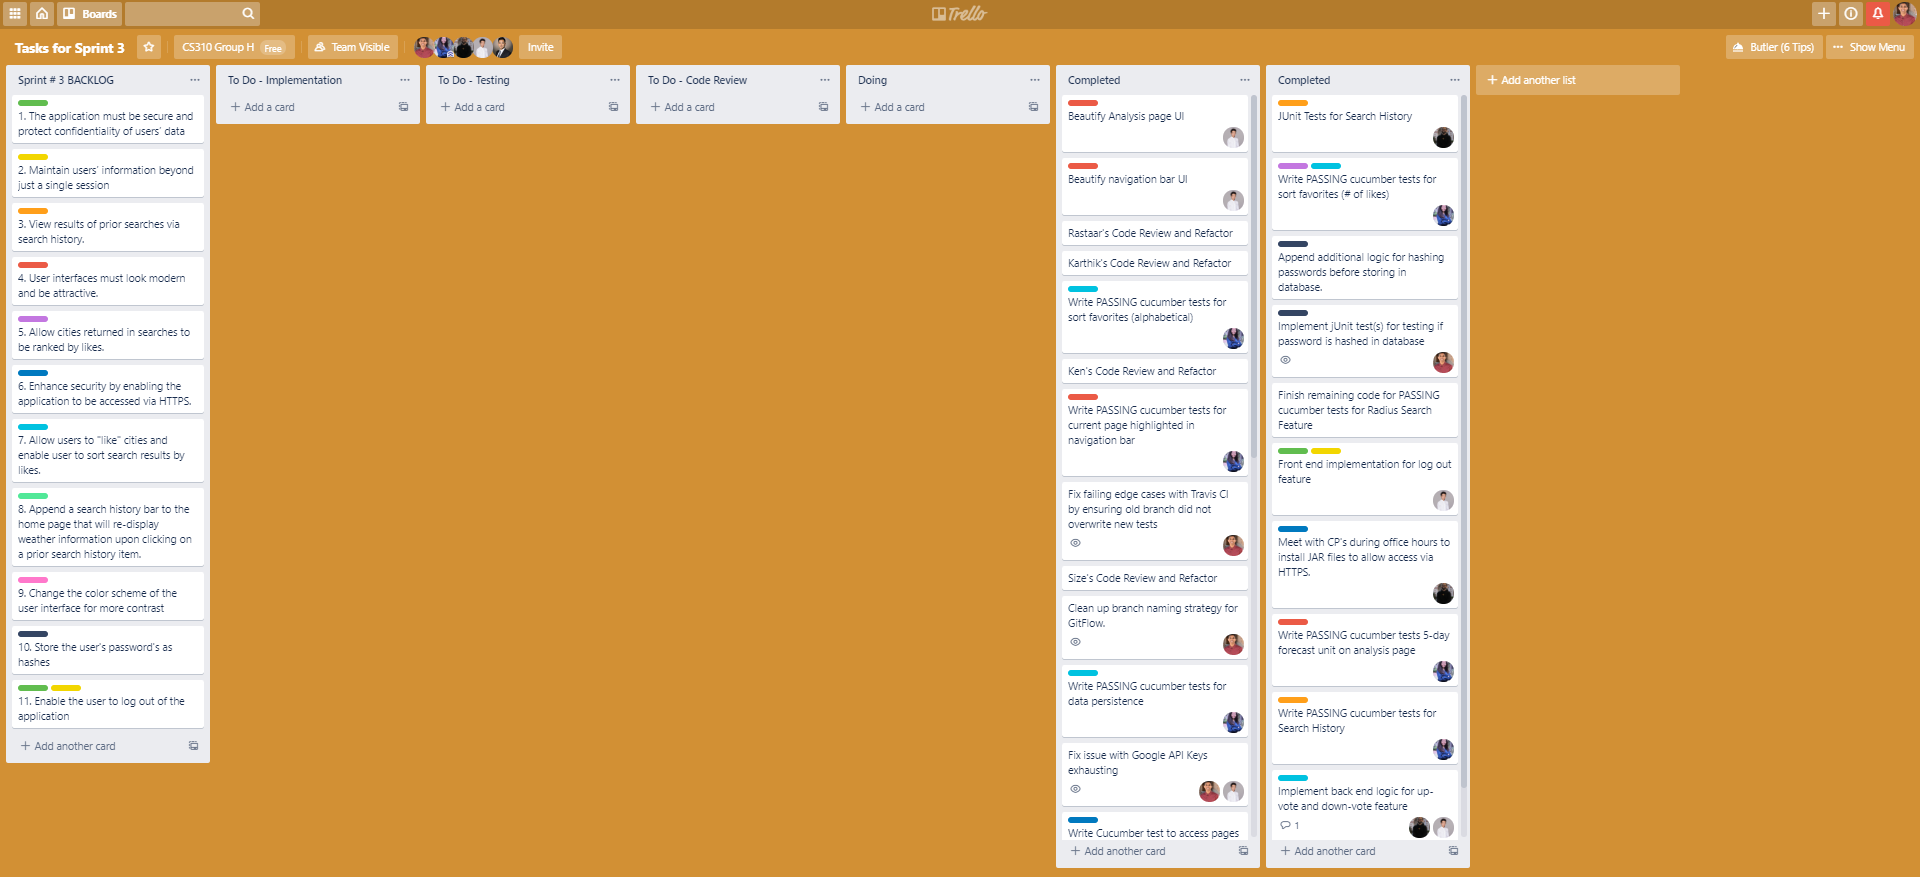 Boards
Trello
Tasks for Sprint 3
CS310 Group H Free
Team Visible
Invite
Butler (6 Tips)
Show Menu
Sprint # 3 BACKLOG
1. The application must be secure and
protect confidentiality of users' data
2. Maintain users' information beyond
just a single session
3. View results of prior searches via
search history.
4. User interfaces must look modern
and be attractive.
5. Allow cities returned in searches to
be ranked by likes.
6. Enhance security by enabling the
application to be accessed via HTTPS.
7. Allow users to "like" cities and
enable user to sort search results by
likes.
8. Append a search history bar to the
home page that will re-display
weather information upon clicking on
a prior search history item.
9. Change the color scheme of the
user interface for more contrast
10. Store the user's password's as
hashes
11. Enable the user to log out of the
application
+ Add another card
To Do - Implementation
+ Add a card
To Do - Testing
+ Add a card
To Do - Code Review
+ Add a card
Doing
+ Add a card
Completed
Beautify Analysis page UI
Beautify navigation bar UI
Rastaar's Code Review and Refactor
Karthik's Code Review and Refactor
Write PASSING cucumber tests for
sort favorites (alphabetical)
Ken's Code Review and Refactor
Write PASSING cucumber tests for
current page highlighted in
navigation bar
Fix failing edge cases with Travis CI
by ensuring old branch did not
overwrite new tests
Size's Code Review and Refactor
Clean up branch naming strategy for
GitFlow.
Write PASSING cucumber tests for
data persistence
Fix issue with Google API Keys
exhausting
Write Cucumber test to access pages
+ Add another card
Completed
JUnit Tests for Search History
Write PASSING cucumber tests for
sort favorites (# of likes)
Append additional logic for hashing
passwords before storing in
database.
Implement jUnit test(s) for testing if
password is hashed in database
Finish remaining code for PASSING
cucumber tests for Radius Search
Feature
Front end implementation for log out
feature
Meet with CP's during office hours to
install JAR files to allow access via
HTTPS.
Write PASSING cucumber tests 5-day
forecast unit on analysis page
Write PASSING cucumber tests for
Search History
Implement back end logic for up-
vote and down-vote feature
1
+ Add another card
+ Add another list